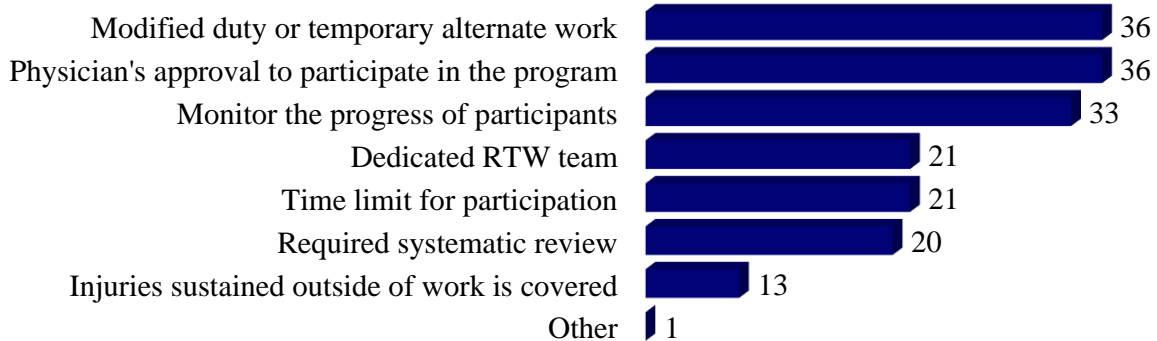 Modified duty or temporary alternate work 36
Physician's approval to participate in the program 36
Monitor the progress of participants 33
Dedicated RTW team 21
Time limit for participation 21
Required systematic review 20
Injuries sustained outside of work is covered 13
Other 1